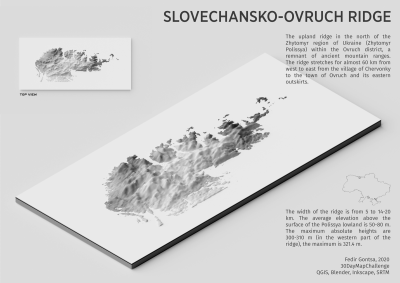 SLOVECHANSKO-OVRUCH RIDGE
The upland ridge in the north of the
Zhytomyr region of Ukraine (Zhytomyr
Polissya) within the Ovruch district, a
remnant of ancient mountain ranges.
The ridge stretches for almost 60 km from
west to east from the village of Chervonky
to the town of Ovruch and its eastern
outskirts.
TOP VIEW
The width of the ridge is from 5 to 14-20
km. The average elevation above the
surface of the Polissya lowland is 50-80 m.
The maximum absolute heights are
300-310 m (in the western part of the
ridge), the maximum is 321.4 m.
Fedir Gontsa, 2020
30DayMapChallenge
QGIS, Blender, Inkscape, SRTM